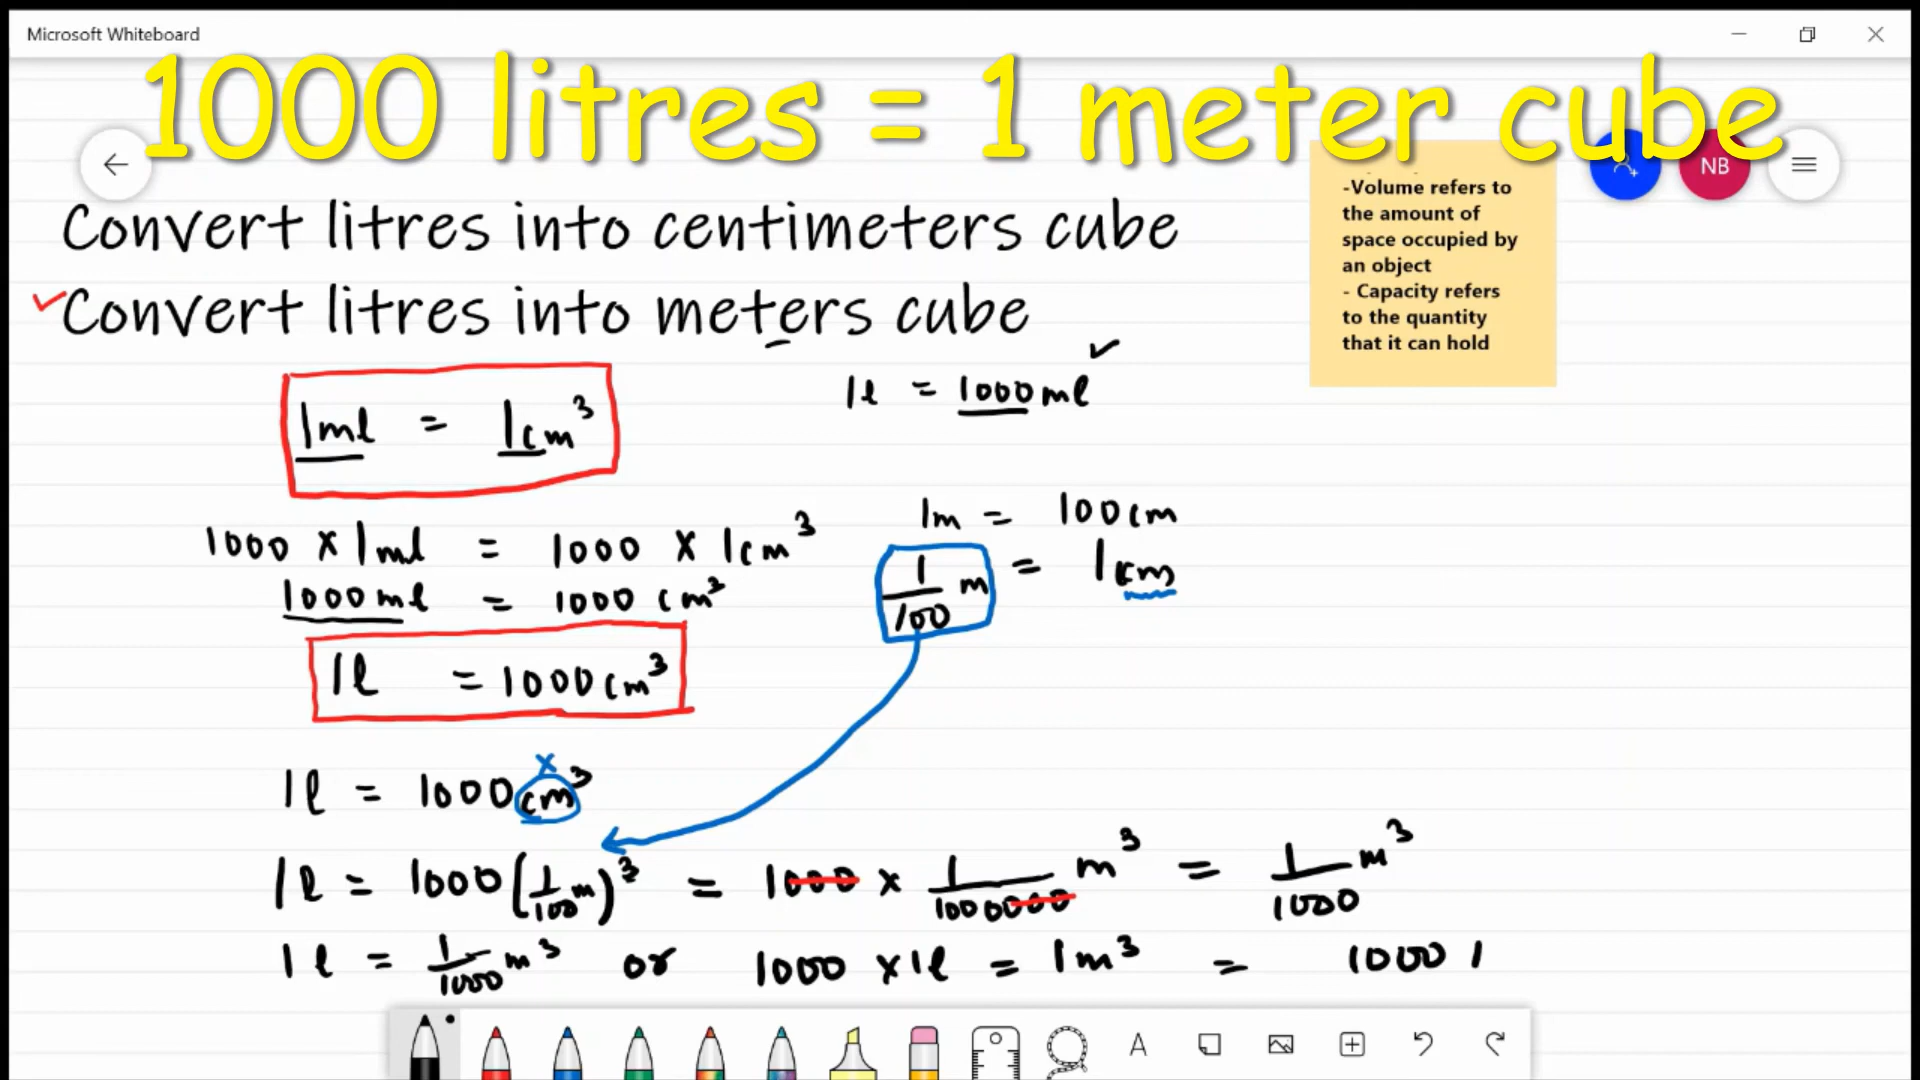 Microsoft Whiteboard
1000 litres = 1 meter cube
NB
Convert litres into centimeters cube
Convert litres into meters cube
-Volume refers to
the amount of
space occupied by
an object
- Capacity refers
to the quantity
that it can hold
1l = 1000ml
1ml = 1cm³
1m = 100cm
1000 × 1ml = 1000 × 1cm³
1/100 m = 1cm
1000ml = 1000 cm³
1l = 1000cm³
1l = 1000cm³
x
1l = 1000(1/100 m)³ = 1000 × 1/1000000 m³ = 1/1000 m³
1l = 1/1000 m³ or 1000 × 1l = 1m³ = 1000 l
A